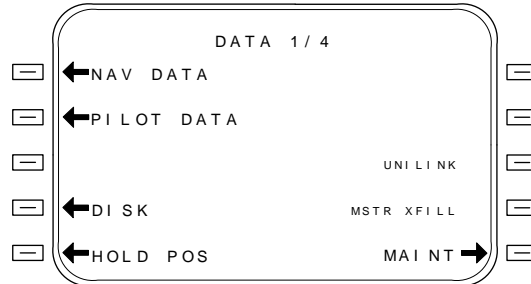 DATA 1/4
NAV DATA
PILOT DATA
UNILINK
DISK MSTR XFILL
HOLD POS MAINT